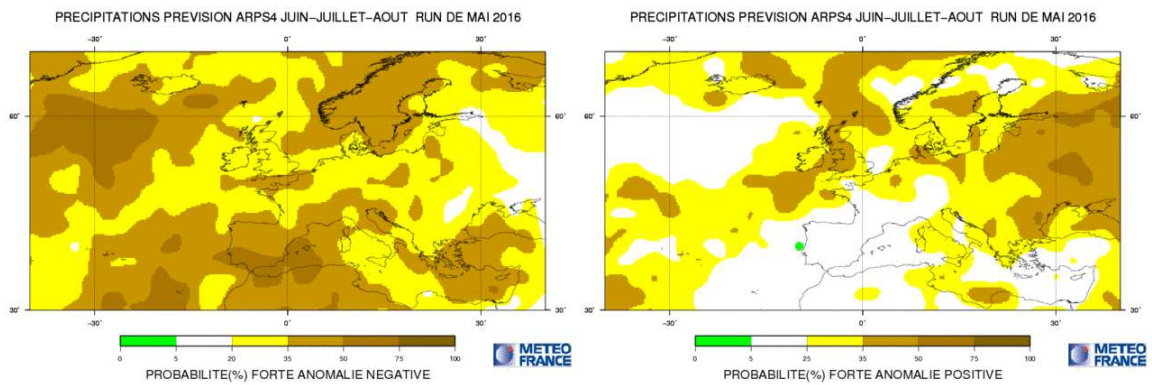 PRECIPITATIONS PREVISION ARPS4 JUIN-JUILLET-AOUT RUN DE MAI 2016
-30° 0° 30°
60° 60°
30° 30°
-30° 0° 30°
0 5 20 35 50 75 100
PROBABILITE(%) FORTE ANOMALIE NEGATIVE
METEO
FRANCE
PRECIPITATIONS PREVISION ARPS4 JUIN-JUILLET-AOUT RUN DE MAI 2016
-30° 0° 30°
60° 60°
30° 30°
-30° 0° 30°
0 5 20 35 50 75 100
PROBABILITE(%) FORTE ANOMALIE POSITIVE
METEO
FRANCE